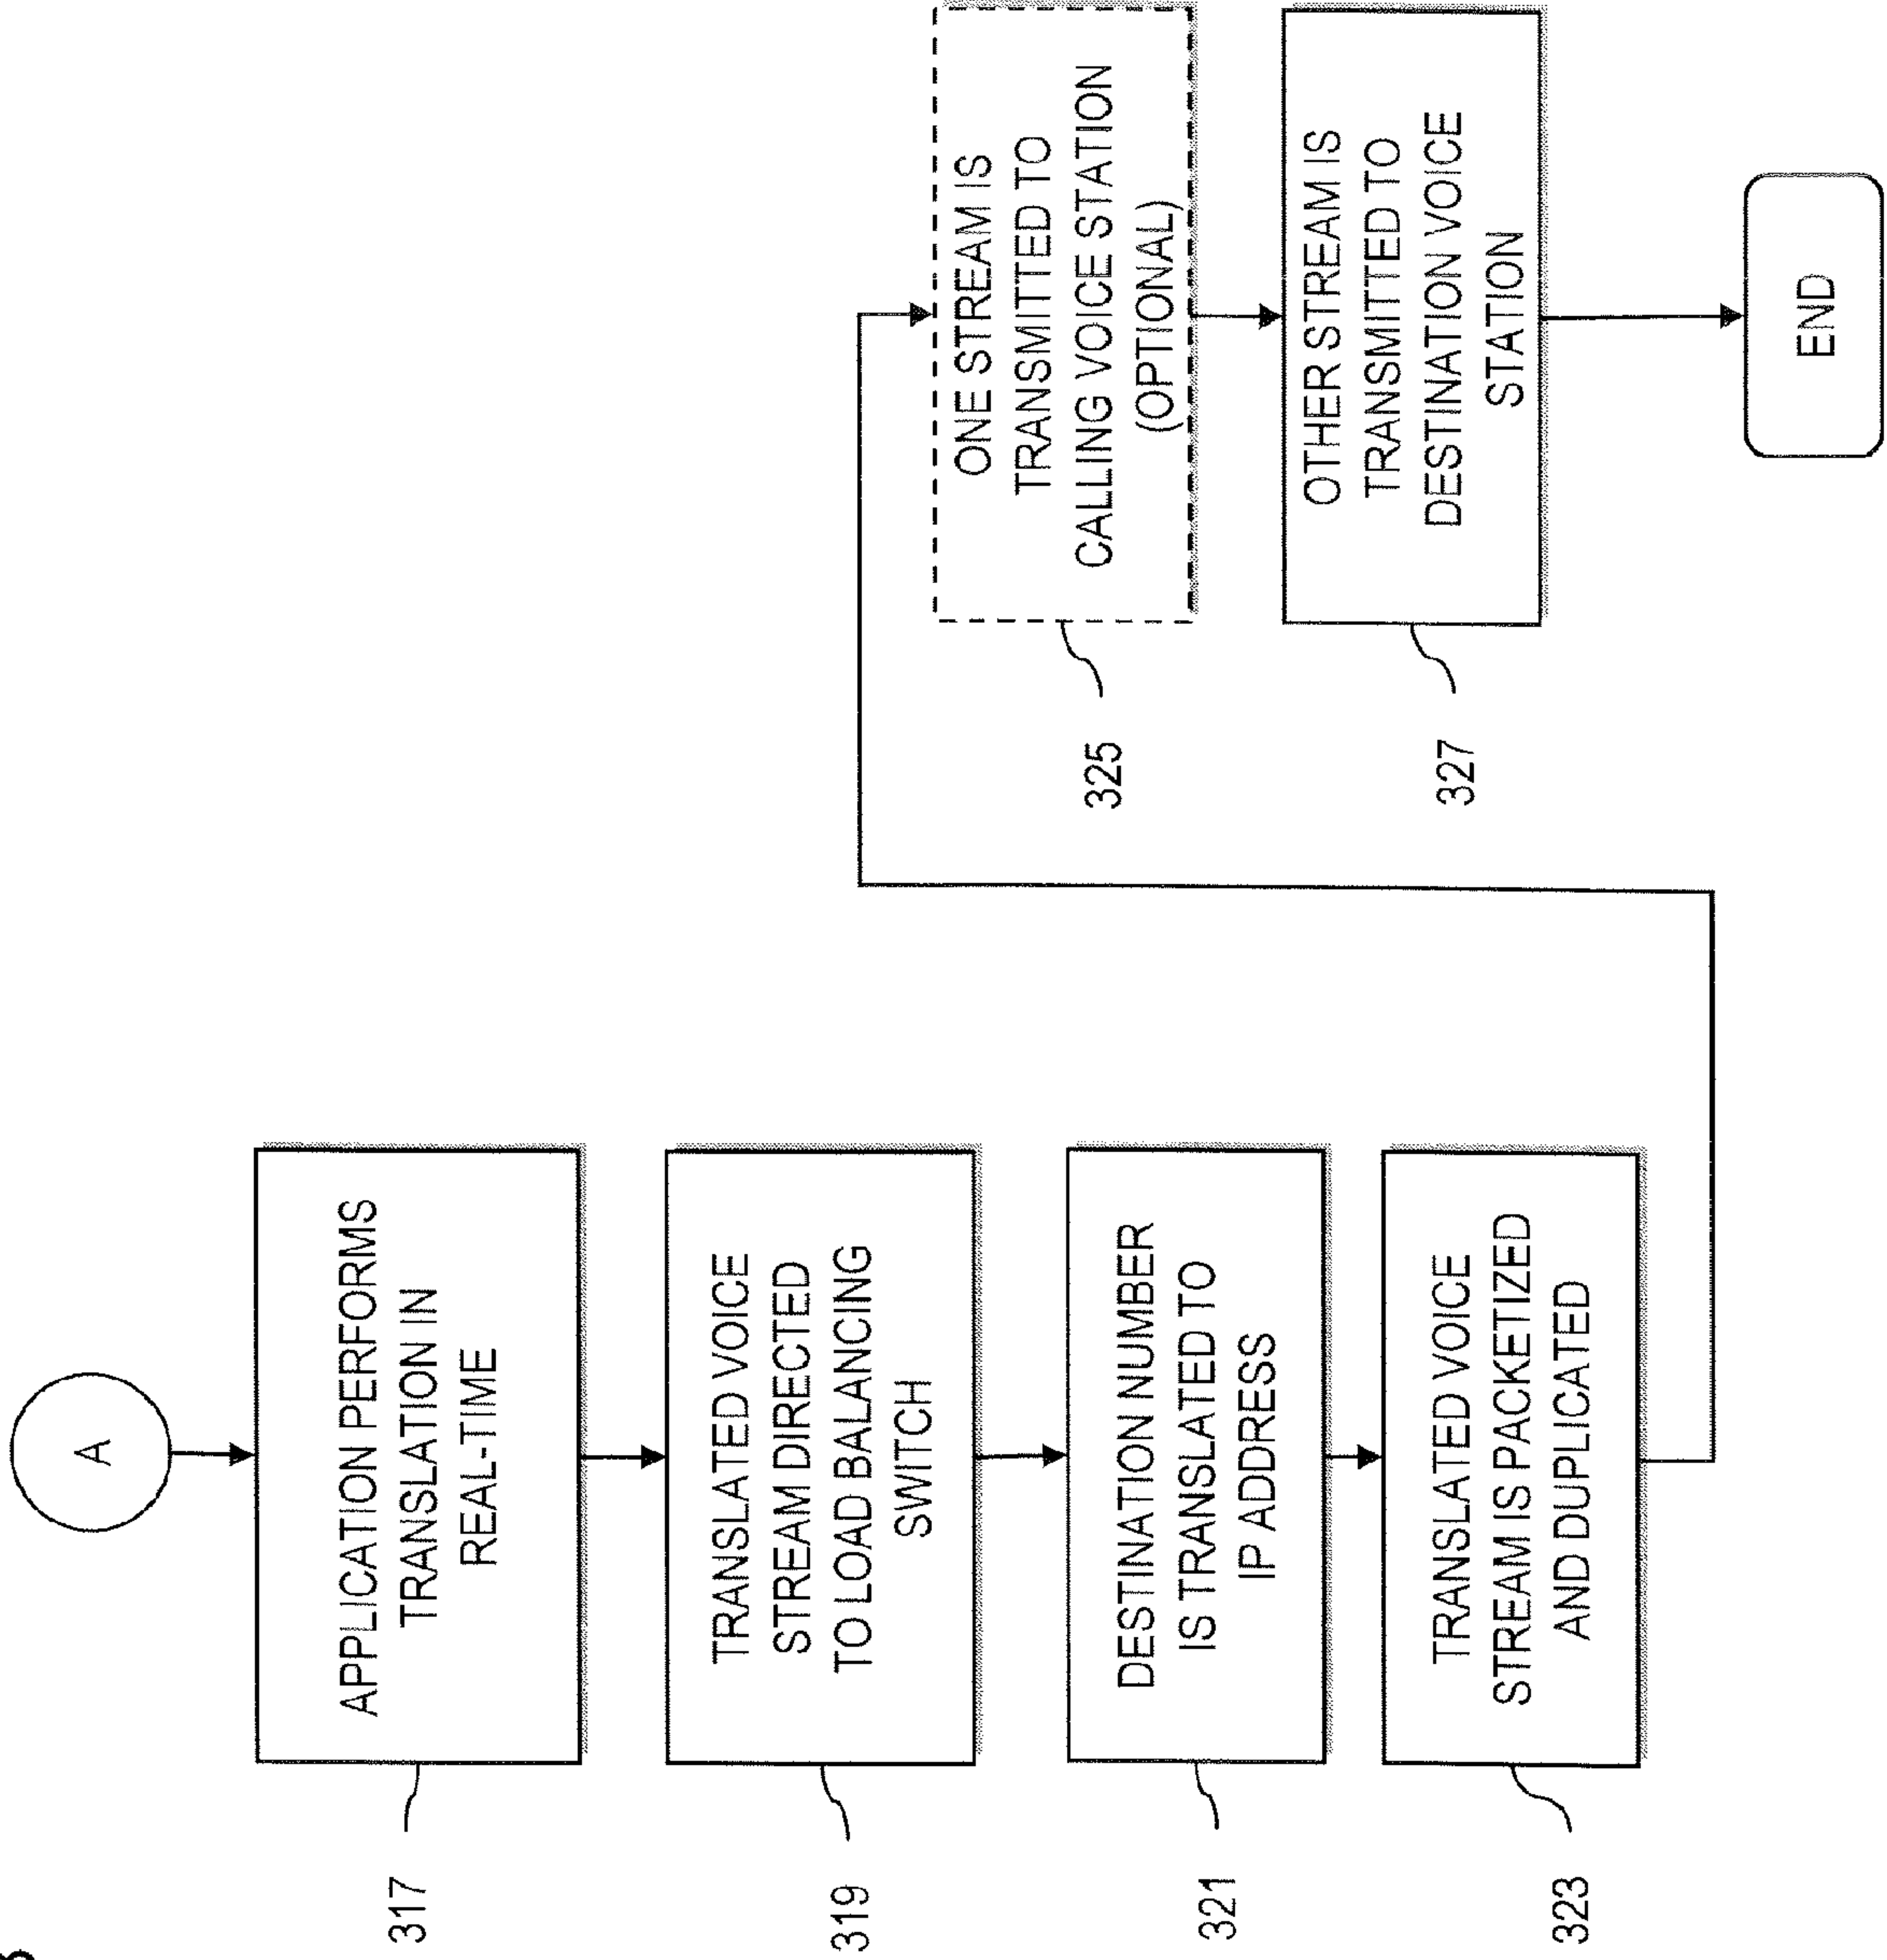 A
APPLICATION PERFORMS
TRANSLATION IN
REAL-TIME
317
TRANSLATED VOICE
STREAM DIRECTED
TO LOAD BALANCING
SWITCH
319
DESTINATION NUMBER
IS TRANSLATED TO
IP ADDRESS
321
TRANSLATED VOICE
STREAM IS PACKETIZED
AND DUPLICATED
323
ONE STREAM IS
TRANSMITTED TO
CALLING VOICE STATION
(OPTIONAL)
325
OTHER STREAM IS
TRANSMITTED TO
DESTINATION VOICE
STATION
327
END